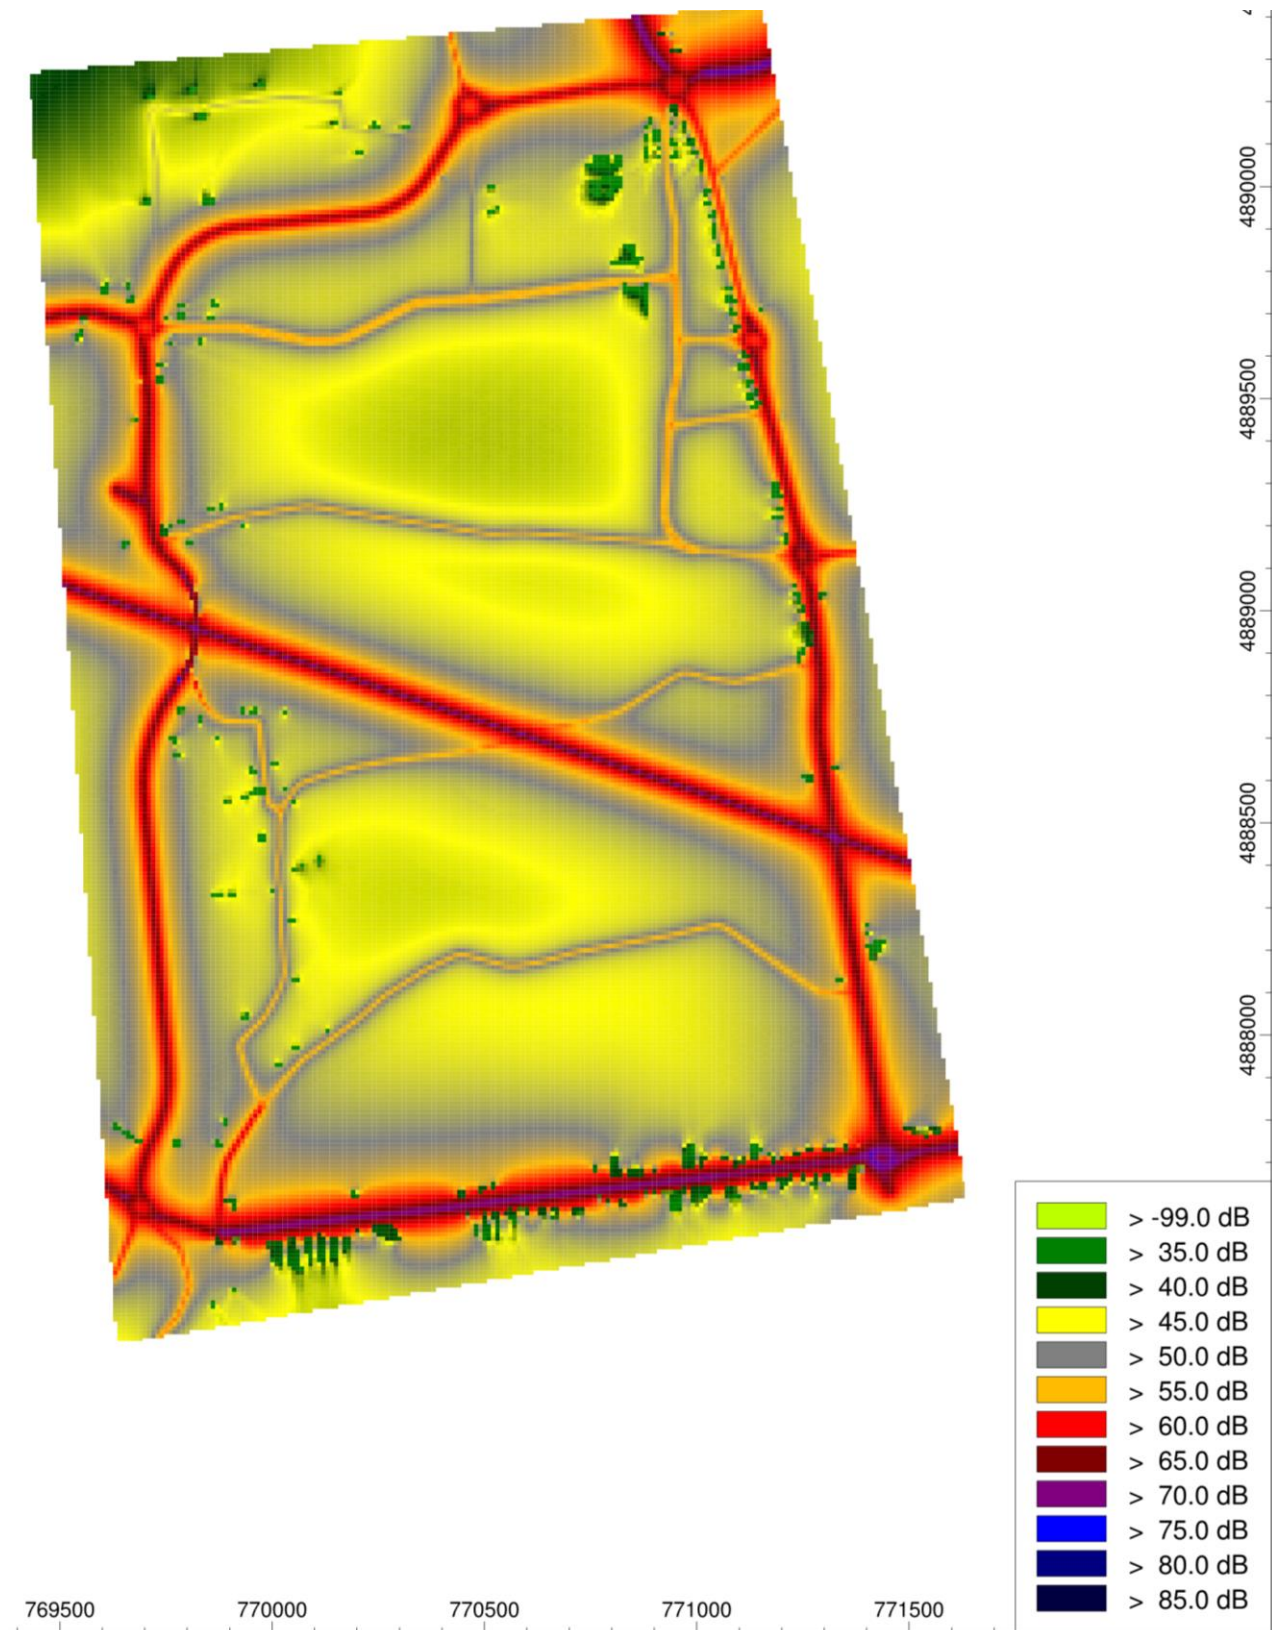 4890000
4889500
4889000
4888500
4888000
> -99.0 dB
> 35.0 dB
> 40.0 dB
> 45.0 dB
> 50.0 dB
> 55.0 dB
> 60.0 dB
> 65.0 dB
> 70.0 dB
> 75.0 dB
> 80.0 dB
> 85.0 dB
769500 770000 770500 771000 771500